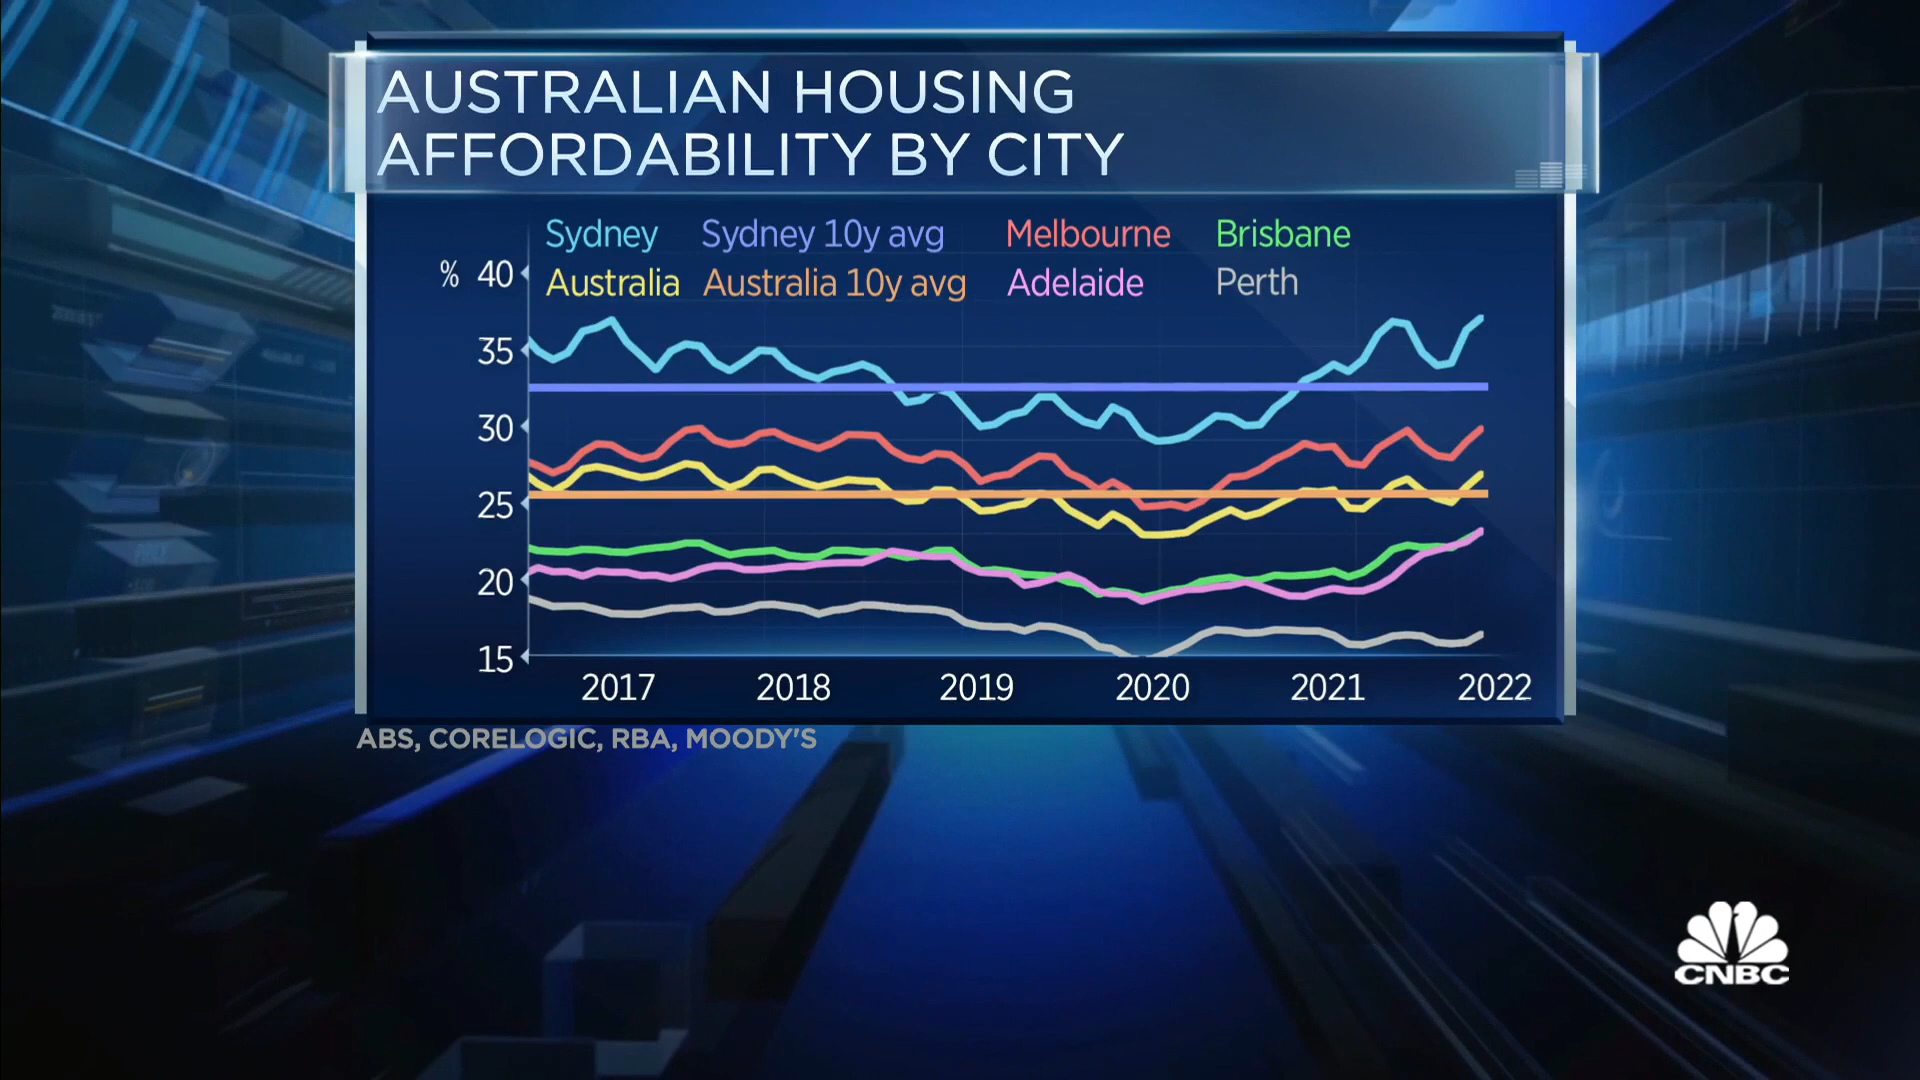 AUSTRALIAN HOUSING
AFFORDABILITY BY CITY
Sydney Sydney 10y avg Melbourne Brisbane
% 40 Australia Australia 10y avg Adelaide Perth
35
30
25
20
15
2017 2018 2019 2020 2021 2022
ABS, CORELOGIC, RBA, MOODY'S
CNBC